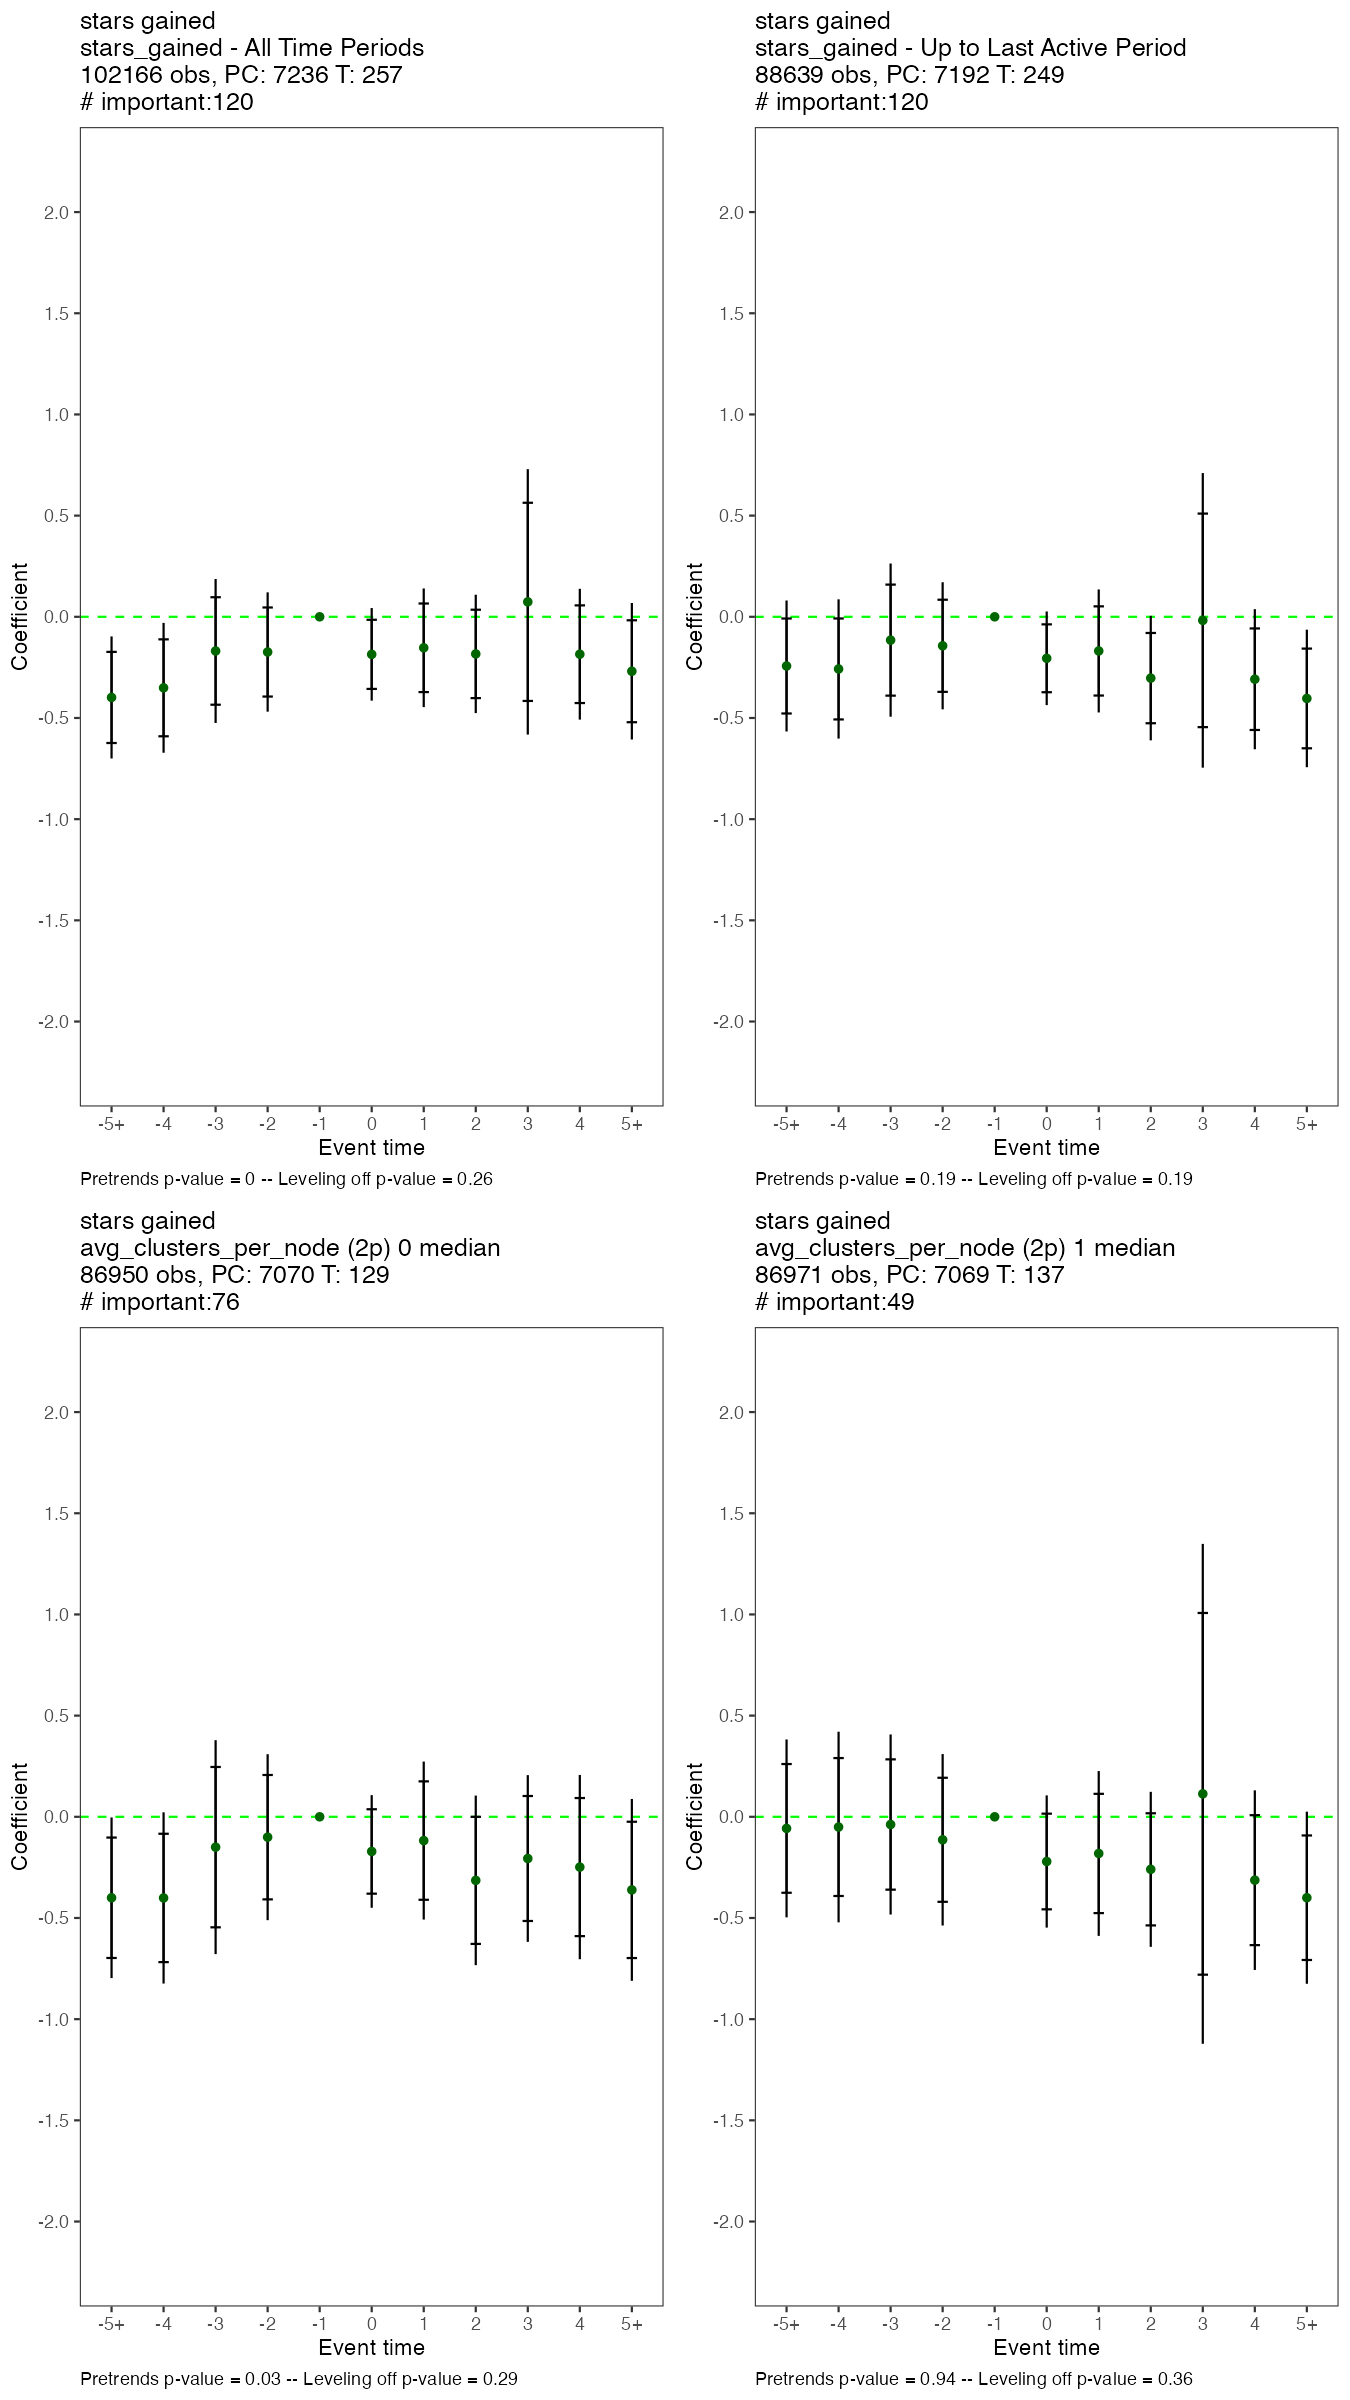 stars gained
stars_gained - All Time Periods
102166 obs, PC: 7236 T: 257
# important:120
2.0
1.5
1.0
0.5
0.0
-0.5
-1.0
-1.5
-2.0
Coefficient
-5+ -4 -3 -2 -1 0 1 2 3 4 5+
Event time
Pretrends p-value = 0 -- Leveling off p-value = 0.26
stars gained
stars_gained - Up to Last Active Period
88639 obs, PC: 7192 T: 249
# important:120
2.0
1.5
1.0
0.5
0.0
-0.5
-1.0
-1.5
-2.0
Coefficient
-5+ -4 -3 -2 -1 0 1 2 3 4 5+
Event time
Pretrends p-value = 0.19 -- Leveling off p-value = 0.19
stars gained
avg_clusters_per_node (2p) 0 median
86950 obs, PC: 7070 T: 129
# important:76
2.0
1.5
1.0
0.5
0.0
-0.5
-1.0
-1.5
-2.0
Coefficient
-5+ -4 -3 -2 -1 0 1 2 3 4 5+
Event time
Pretrends p-value = 0.03 -- Leveling off p-value = 0.29
stars gained
avg_clusters_per_node (2p) 1 median
86971 obs, PC: 7069 T: 137
# important:49
2.0
1.5
1.0
0.5
0.0
-0.5
-1.0
-1.5
-2.0
Coefficient
-5+ -4 -3 -2 -1 0 1 2 3 4 5+
Event time
Pretrends p-value = 0.94 -- Leveling off p-value = 0.36